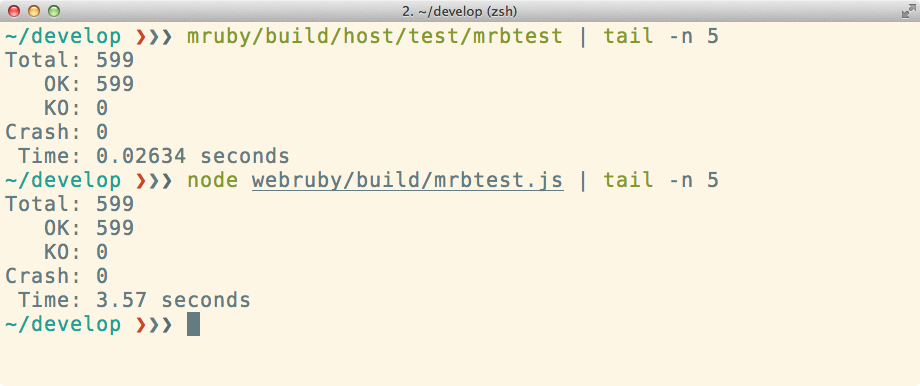 2. ~/develop (zsh)
~/develop ❯❯❯ mruby/build/host/test/mrbtest | tail -n 5
Total: 599
   OK: 599
   KO: 0
Crash: 0
 Time: 0.02634 seconds
~/develop ❯❯❯ node webruby/build/mrbtest.js | tail -n 5
Total: 599
   OK: 599
   KO: 0
Crash: 0
 Time: 3.57 seconds
~/develop ❯❯❯